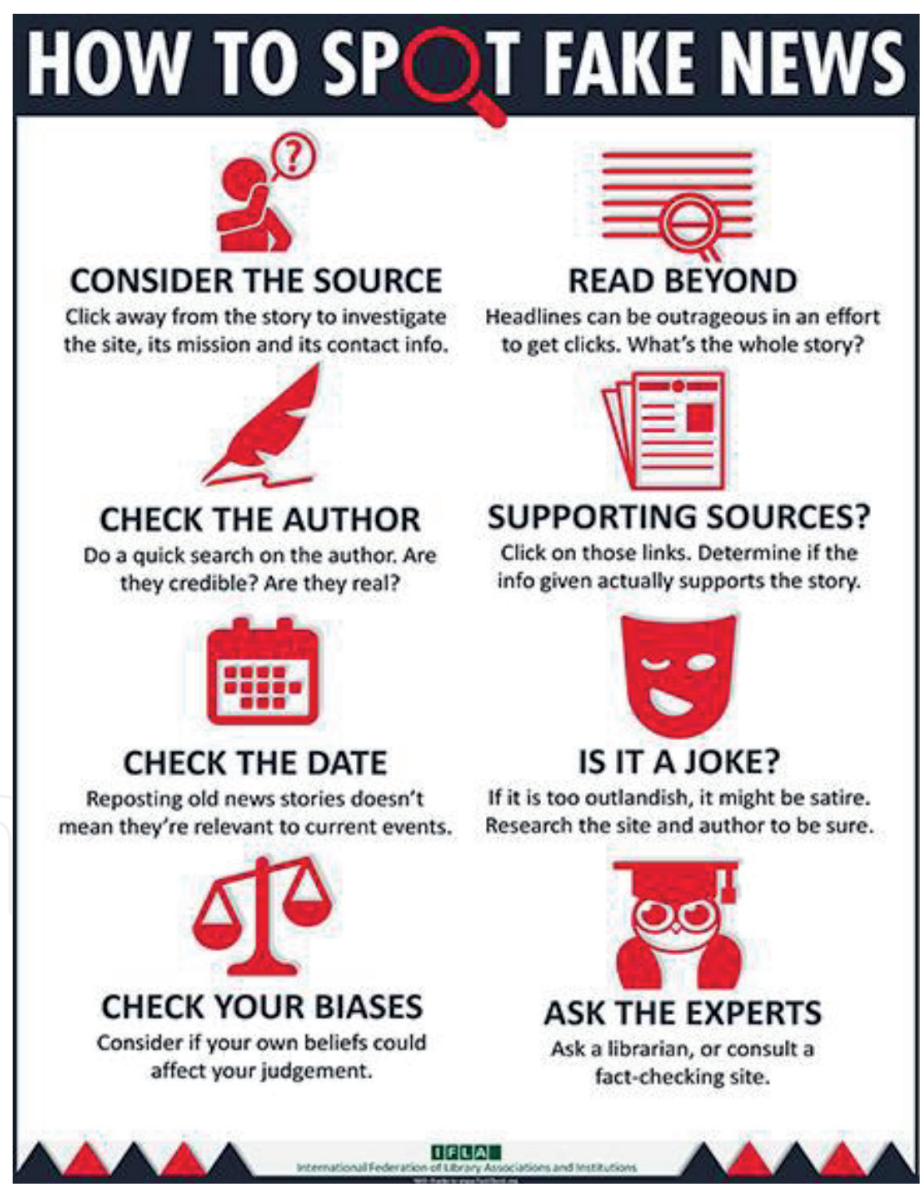 HOW TO SPOT FAKE NEWS
?
CONSIDER THE SOURCE
Click away from the story to investigate
the site, its mission and its contact info.
READ BEYOND
Headlines can be outrageous in an effort
to get clicks. What's the whole story?
CHECK THE AUTHOR
Do a quick search on the author. Are
they credible? Are they real?
SUPPORTING SOURCES?
Click on those links. Determine if the
info given actually supports the story.
CHECK THE DATE
Reposting old news stories doesn't
mean they're relevant to current events.
IS IT A JOKE?
If it is too outlandish, it might be satire.
Research the site and author to be sure.
CHECK YOUR BIASES
Consider if your own beliefs could
affect your judgement.
ASK THE EXPERTS
Ask a librarian, or consult a
fact-checking site.
IFLA
International Federation of Library Associations and Institutions